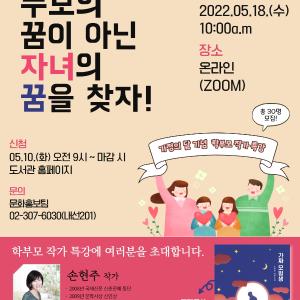 부모의
꿈이 아닌
자녀의
꿈을 찾자!
2022.05.18.(수)
10:00a.m
장소
온라인
(ZOOM)
총 30명
모집!
가정의 달 기념 학부모 작가 특강
신청
05.10.(화) 오전 9시~ 마감 시
도서관 홈페이지
문의
문화홍보팀
02-307-6030(내선201)
학부모 작가 특강에 여러분을 초대합니다.
손현주 작가
가짜 모범생